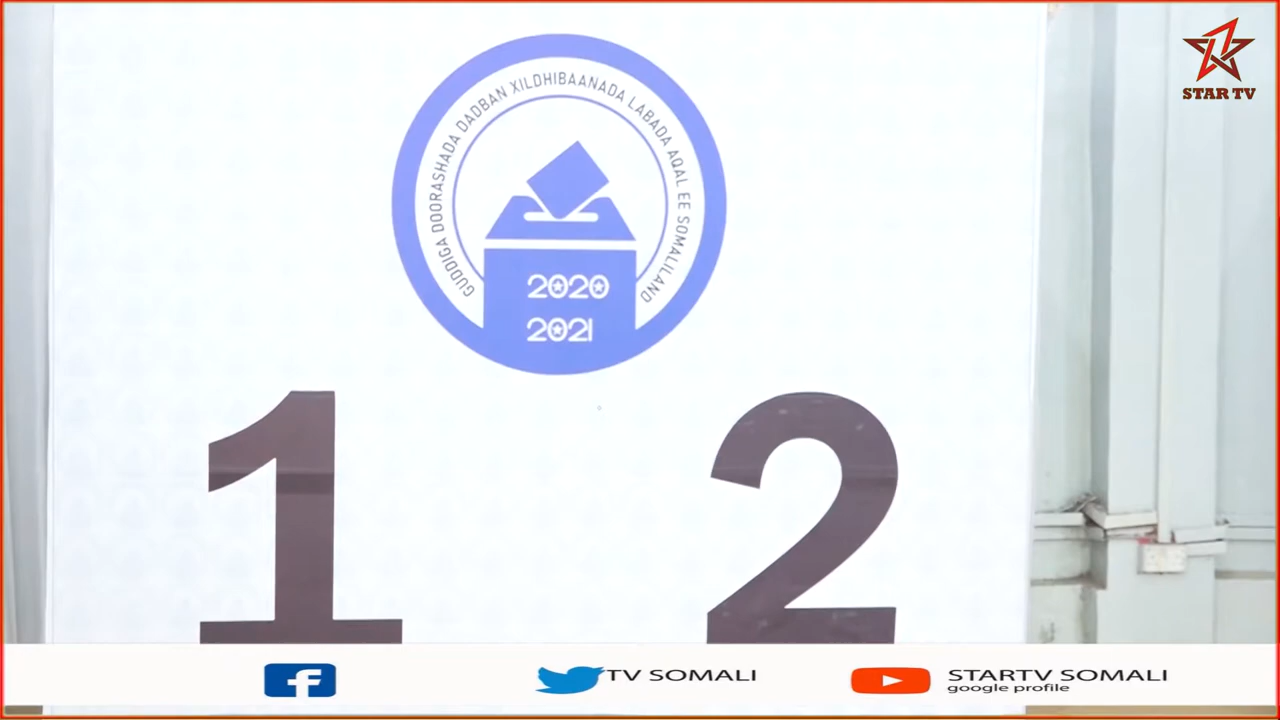 STAR TV
GUDDIGA DOORASHADA DADBAN XILDHIBAANADA LABADA AQAL EE SOMALILAND
2020
2021
1 2
f TV SOMALI STARTV SOMALI
google profile